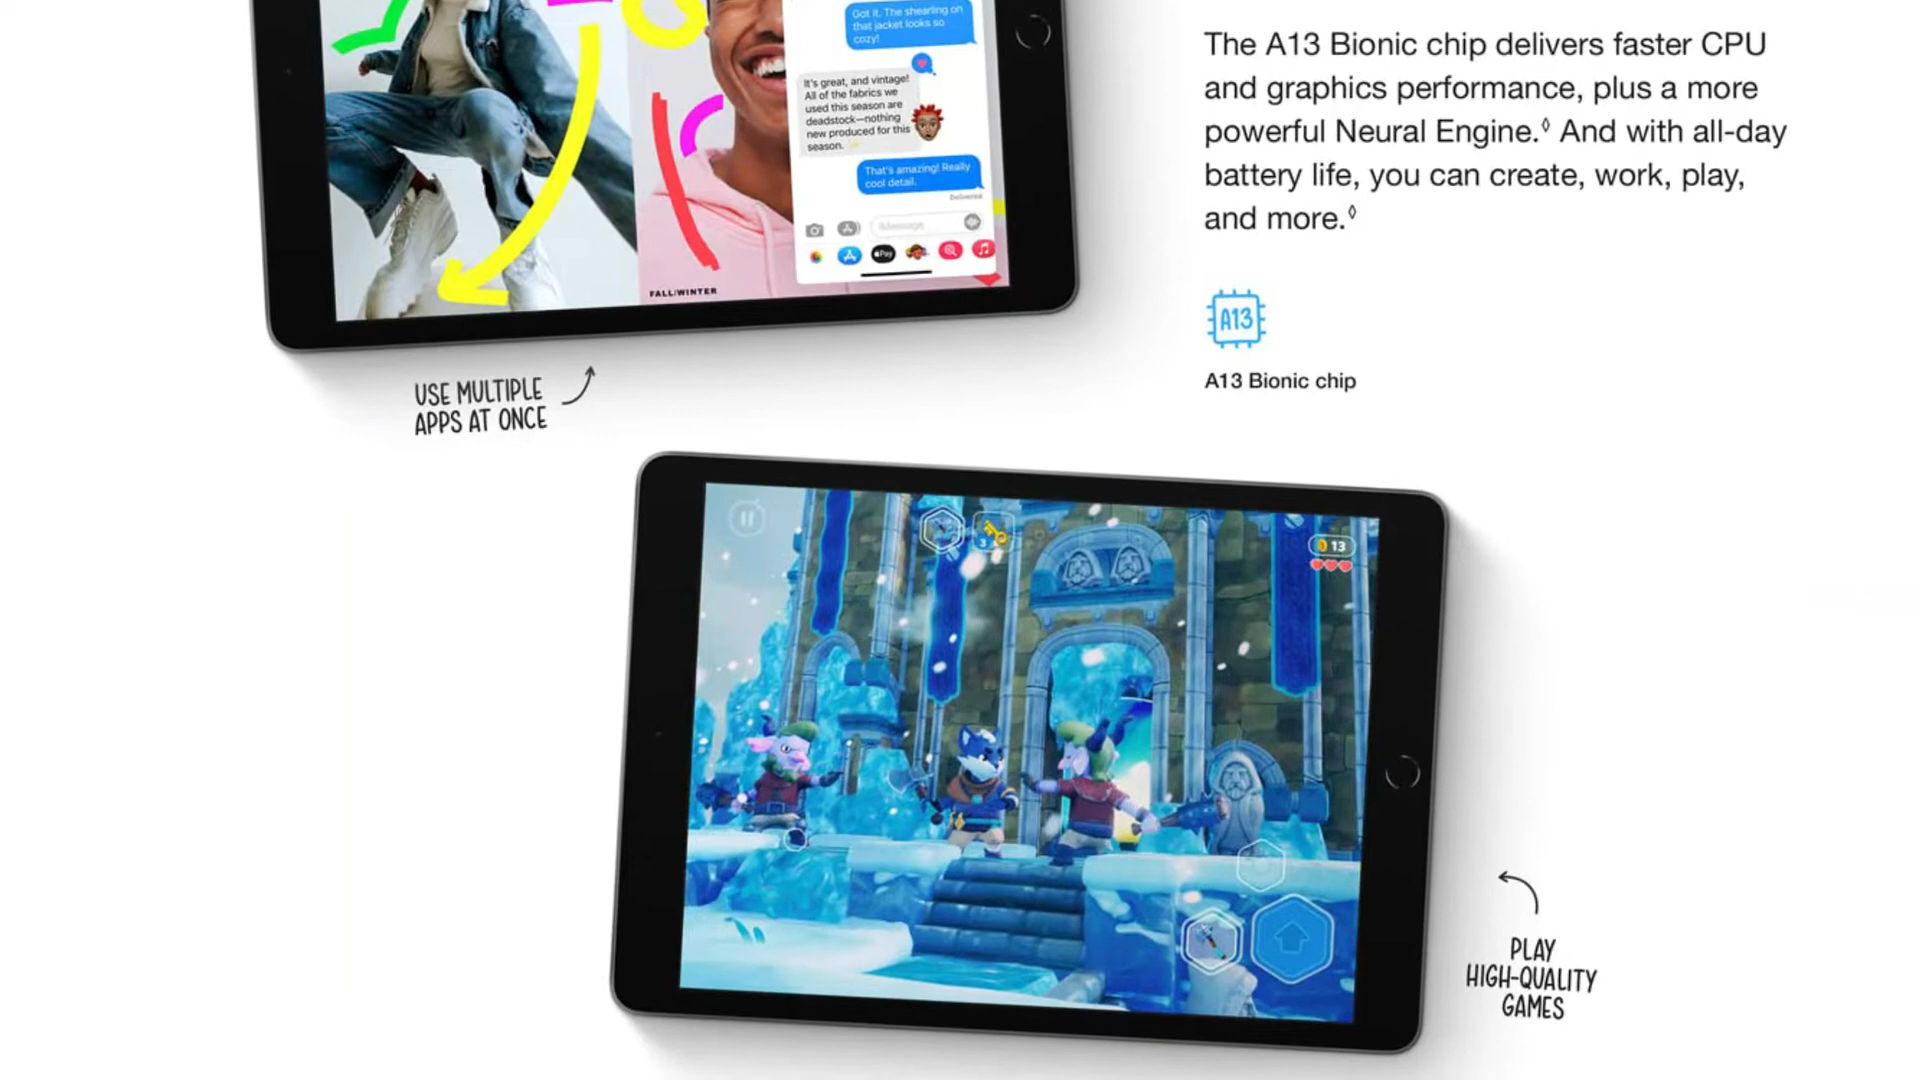 Got it. The shearling on
that jacket looks so
cozy!
It's great, and vintage!
All of the fabrics we
used this season are
deadstock—nothing
new produced for this
season. ✨
That's amazing! Really
cool detail.
Delivered
iMessage
Pay
FALL/WINTER
USE MULTIPLE
APPS AT ONCE
The A13 Bionic chip delivers faster CPU
and graphics performance, plus a more
powerful Neural Engine.◊ And with all-day
battery life, you can create, work, play,
and more.◊
A13
A13 Bionic chip
3
13
PLAY
HIGH-QUALITY
GAMES